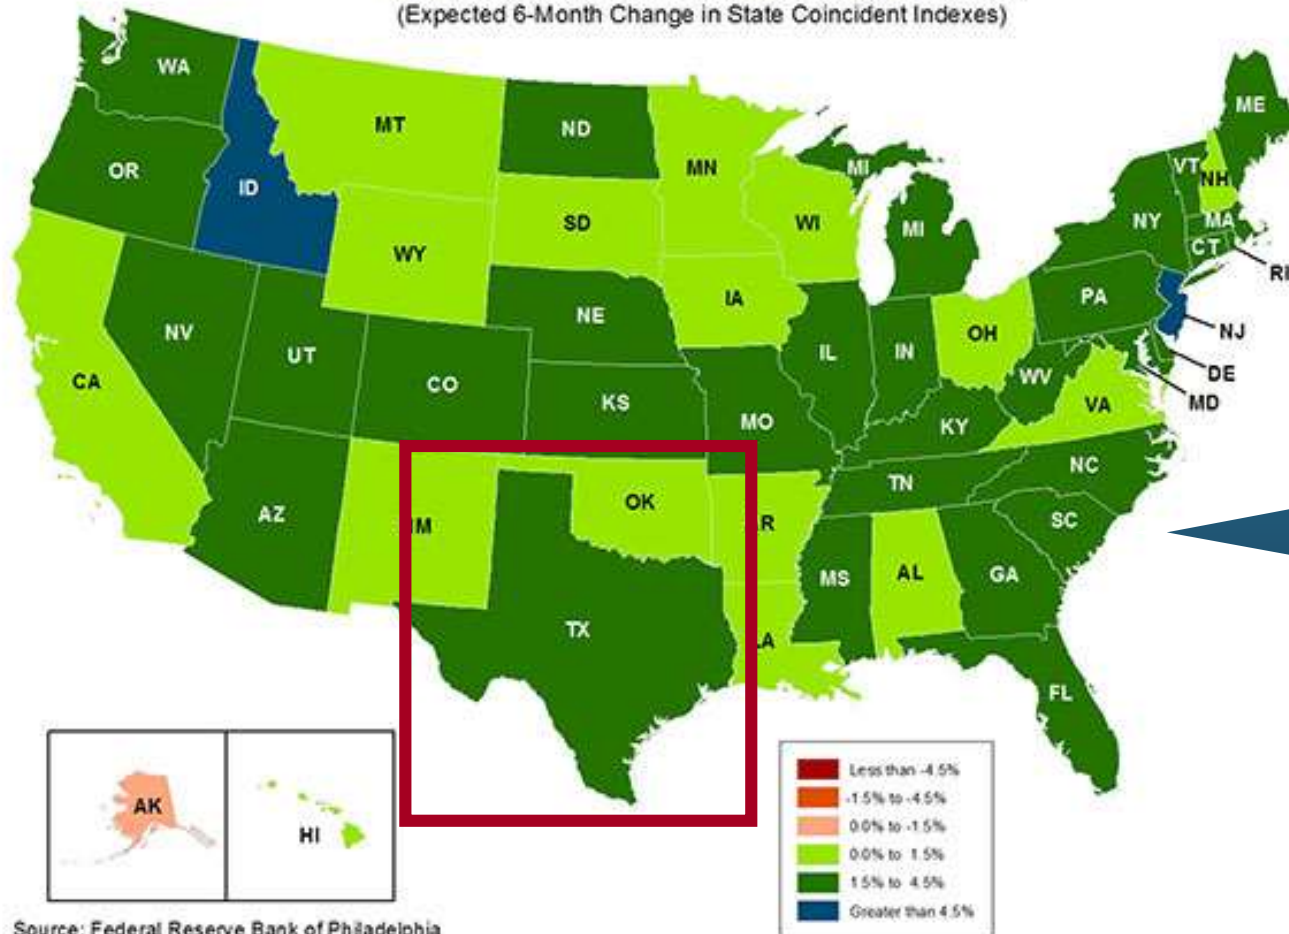 (Expected 6-Month Change in State Coincident Indexes)
WA
MT
ND
ME
OR
ID
MN
MI
VT
NH
SD
WI
MI
NY
MA
WY
CT
RI
IA
PA
NE
NV
OH
NJ
UT
IL
IN
CO
WV
DE
CA
KS
MD
VA
MO
KY
NC
TN
AZ
OK
SC
MS
AL
GA
TX
FL
AK
HI
Less than -4.5%
-1.5% to -4.5%
0.0% to -1.5%
0.0% to 1.5%
1.5% to 4.5%
Greater than 4.5%
Source: Federal Reserve Bank of Philadelphia